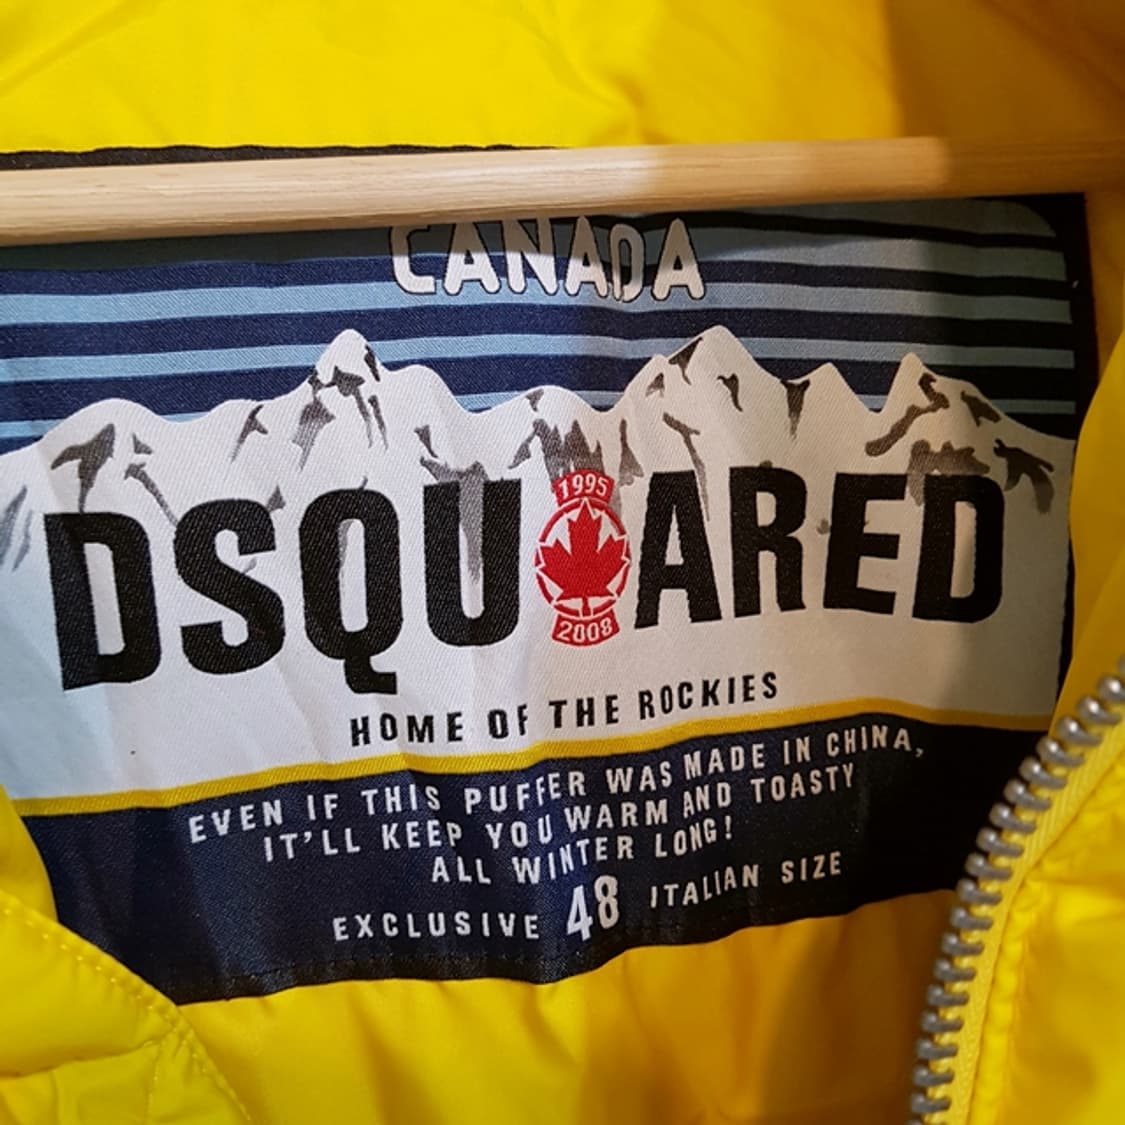 CANADA
1995
DSQU ARED
2008
HOME OF THE ROCKIES
EVEN IF THIS PUFFER WAS MADE IN CHINA,
IT'LL KEEP YOU WARM AND TOASTY
ALL WINTER LONG!
EXCLUSIVE 48 ITALIAN SIZE